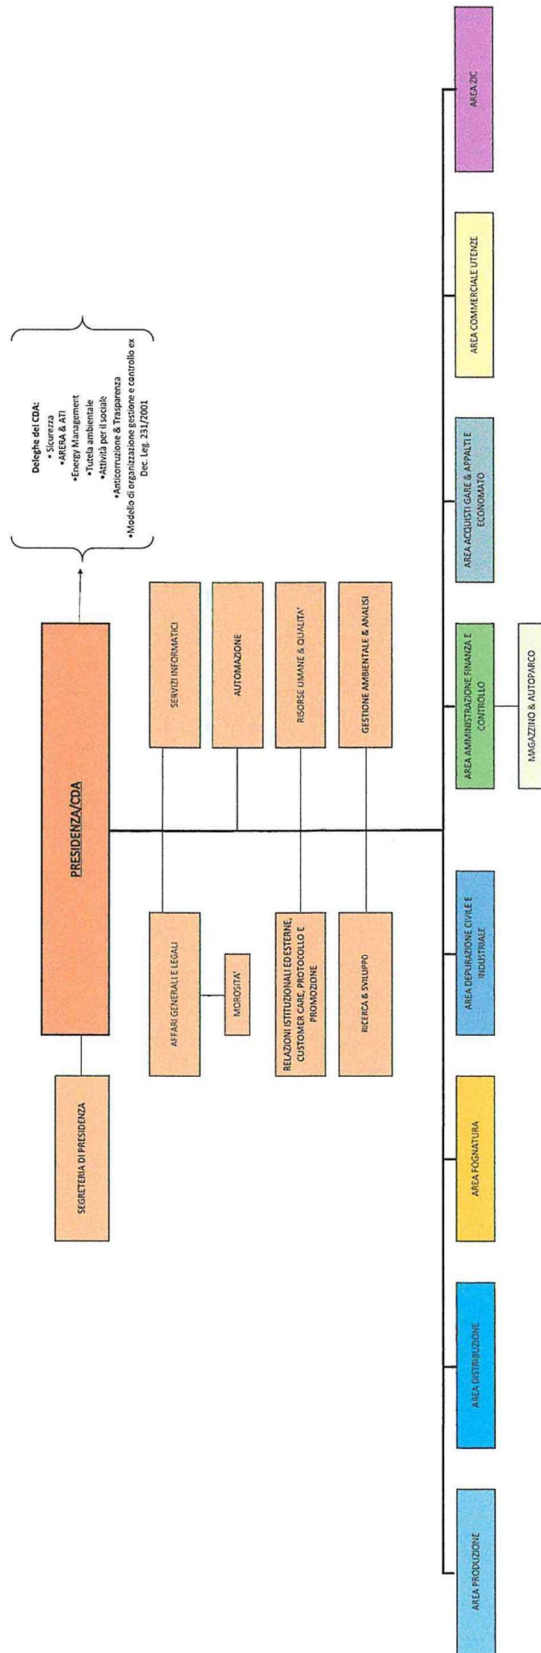 Deleghe del CDA:
• Sicurezza
•ARERA & ATI
•Energy Management
•Tutela ambientale
•Attività per il sociale
•Anticorruzione & Trasparenza
•Modello di organizzazione gestione e controllo ex
Dec. Leg. 231/2001
SEGRETERIA DI PRESIDENZA
PRESIDENZA/CDA
AFFARI GENERALI E LEGALI
SERVIZI INFORMATICI
MOROSITA'
AUTOMAZIONE
RELAZIONI ISTITUZIONALI ED ESTERNE,
CUSTOMER CARE, PROTOCOLLO E
PROMOZIONE
RISORSE UMANE & QUALITA'
RICERCA & SVILUPPO
GESTIONE AMBIENTALE & ANALISI
AREA PRODUZIONE
AREA DISTRIBUZIONE
AREA FOGNATURA
AREA DEPURAZIONE CIVILE E
INDUSTRIALE
AREA AMMINISTRAZIONE FINANZA E
CONTROLLO
AREA ACQUISTI GARE & APPALTI E
ECONOMATO
AREA COMMERCIALE UTENZE
AREA ZIC
MAGAZZINO & AUTOPARCO